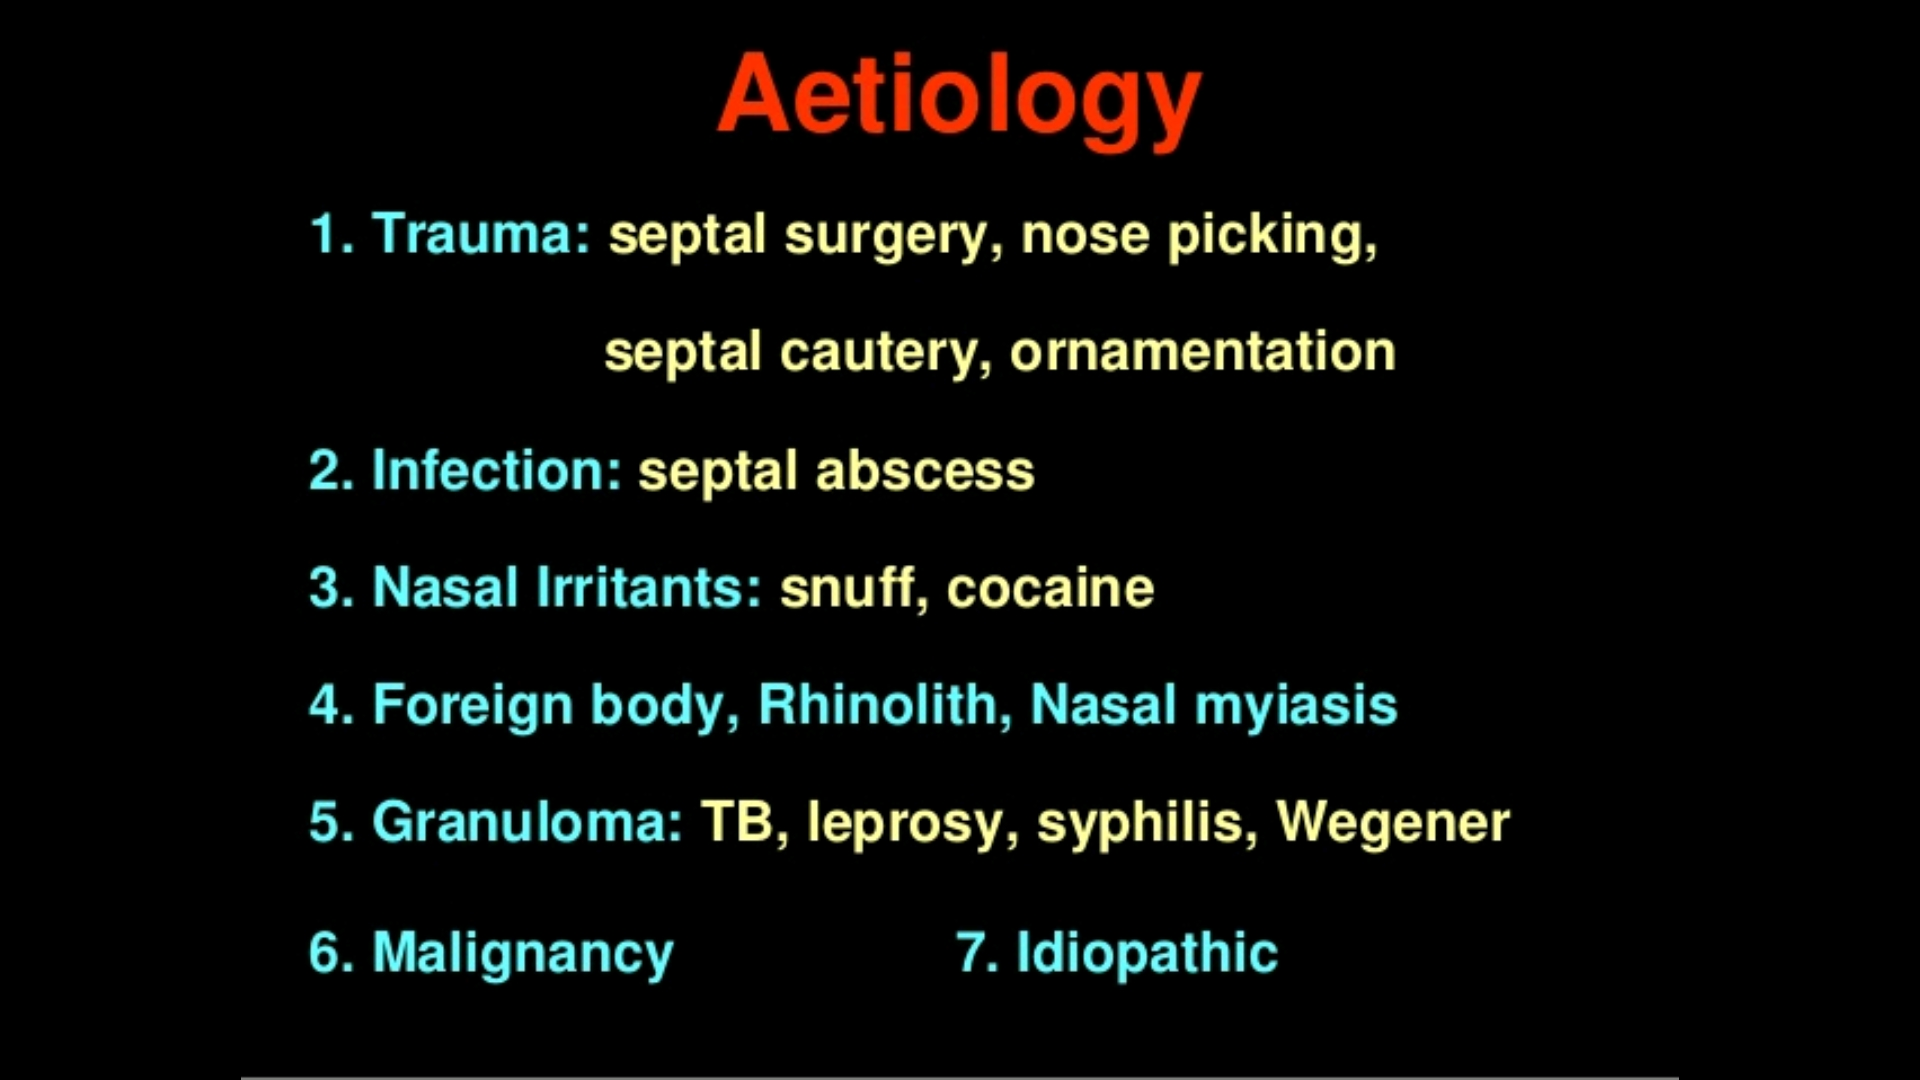 Aetiology
1. Trauma: septal surgery, nose picking,
septal cautery, ornamentation
2. Infection: septal abscess
3. Nasal Irritants: snuff, cocaine
4. Foreign body, Rhinolith, Nasal myiasis
5. Granuloma: TB, leprosy, syphilis, Wegener
6. Malignancy 7. Idiopathic